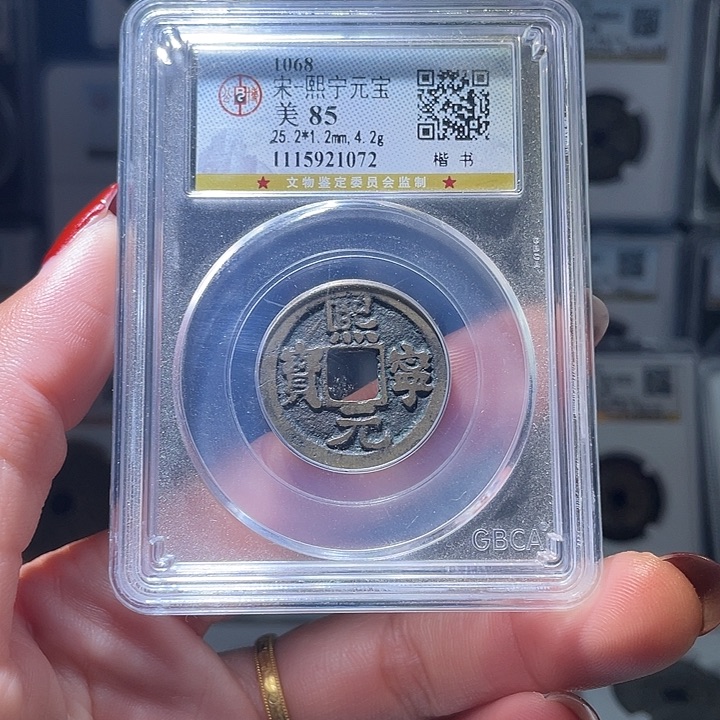 1068
宋-熙宁元宝
美 85
25.2*1.2mm,4.2g
1115921072
楷 书
★ 文物鉴定委员会监制 ★
熙
寶 寧
元
GBCA